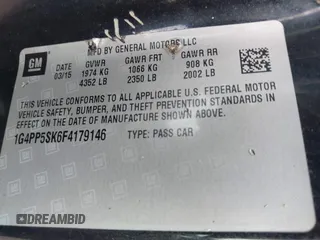 GM
MFD BY GENERAL MOTORS LLC
DATE GVWR GAWR FRT GAWR RR
03/15 1974 KG 1066 KG 908 KG
4352 LB 2350 LB 2002 LB
THIS VEHICLE CONFORMS TO ALL APPLICABLE U.S. FEDERAL MOTOR
VEHICLE SAFETY, BUMPER, AND THEFT PREVENTION STANDARDS IN
EFFECT ON THE DATE OF MANUFACTURE SHOWN ABOVE.
1G4PP5SK6F4179146 TYPE: PASS CAR
DREAMBID